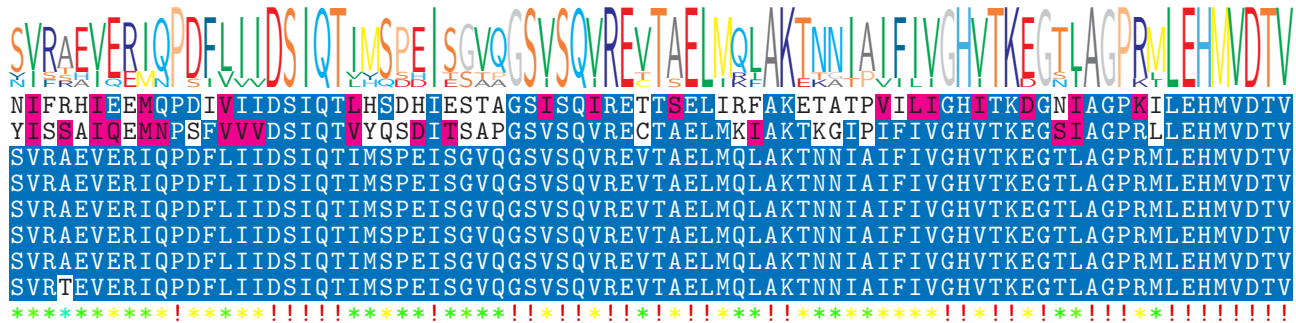 SVRAEVERIQPDFLIIDSIQTIMSPEISGVQGSVSQVREVTAELMQLAKTNNIAIFIVGHVTKEGTLAGPRMLEHMVDTV
NIFRHIEEMQPDIVIIDSIQTLHSDHIESTAGSISQIRETTSELIRFAKETATPVILIGHITKDGNIAGPKILEHMVDTV
YISSAIQEMNPSFVVVDSIQTVYQSDITSAPGSVSQVRECTAELMKIAKTKGIPIFIVGHVTKEGSIAGPRLLEHMVDTV
SVRAEVERIQPDFLIIDSIQTIMSPEISGVQGSVSQVREVTAELMQLAKTNNIAIFIVGHVTKEGTLAGPRMLEHMVDTV
SVRAEVERIQPDFLIIDSIQTIMSPEISGVQGSVSQVREVTAELMQLAKTNNIAIFIVGHVTKEGTLAGPRMLEHMVDTV
SVRAEVERIQPDFLIIDSIQTIMSPEISGVQGSVSQVREVTAELMQLAKTNNIAIFIVGHVTKEGTLAGPRMLEHMVDTV
SVRAEVERIQPDFLIIDSIQTIMSPEISGVQGSVSQVREVTAELMQLAKTNNIAIFIVGHVTKEGTLAGPRMLEHMVDTV
SVRAEVERIQPDFLIIDSIQTIMSPEISGVQGSVSQVREVTAELMQLAKTNNIAIFIVGHVTKEGTLAGPRMLEHMVDTV
SVRTEVERIQPDFLIIDSIQTIMSPEISGVQGSVSQVREVTAELMQLAKTNNIAIFIVGHVTKEGTLAGPRMLEHMVDTV
**********!*****!!!!!*****!****!!*!!*!!*!*!!***!!*********!!*!!*!**!!!**!!!!!!!!